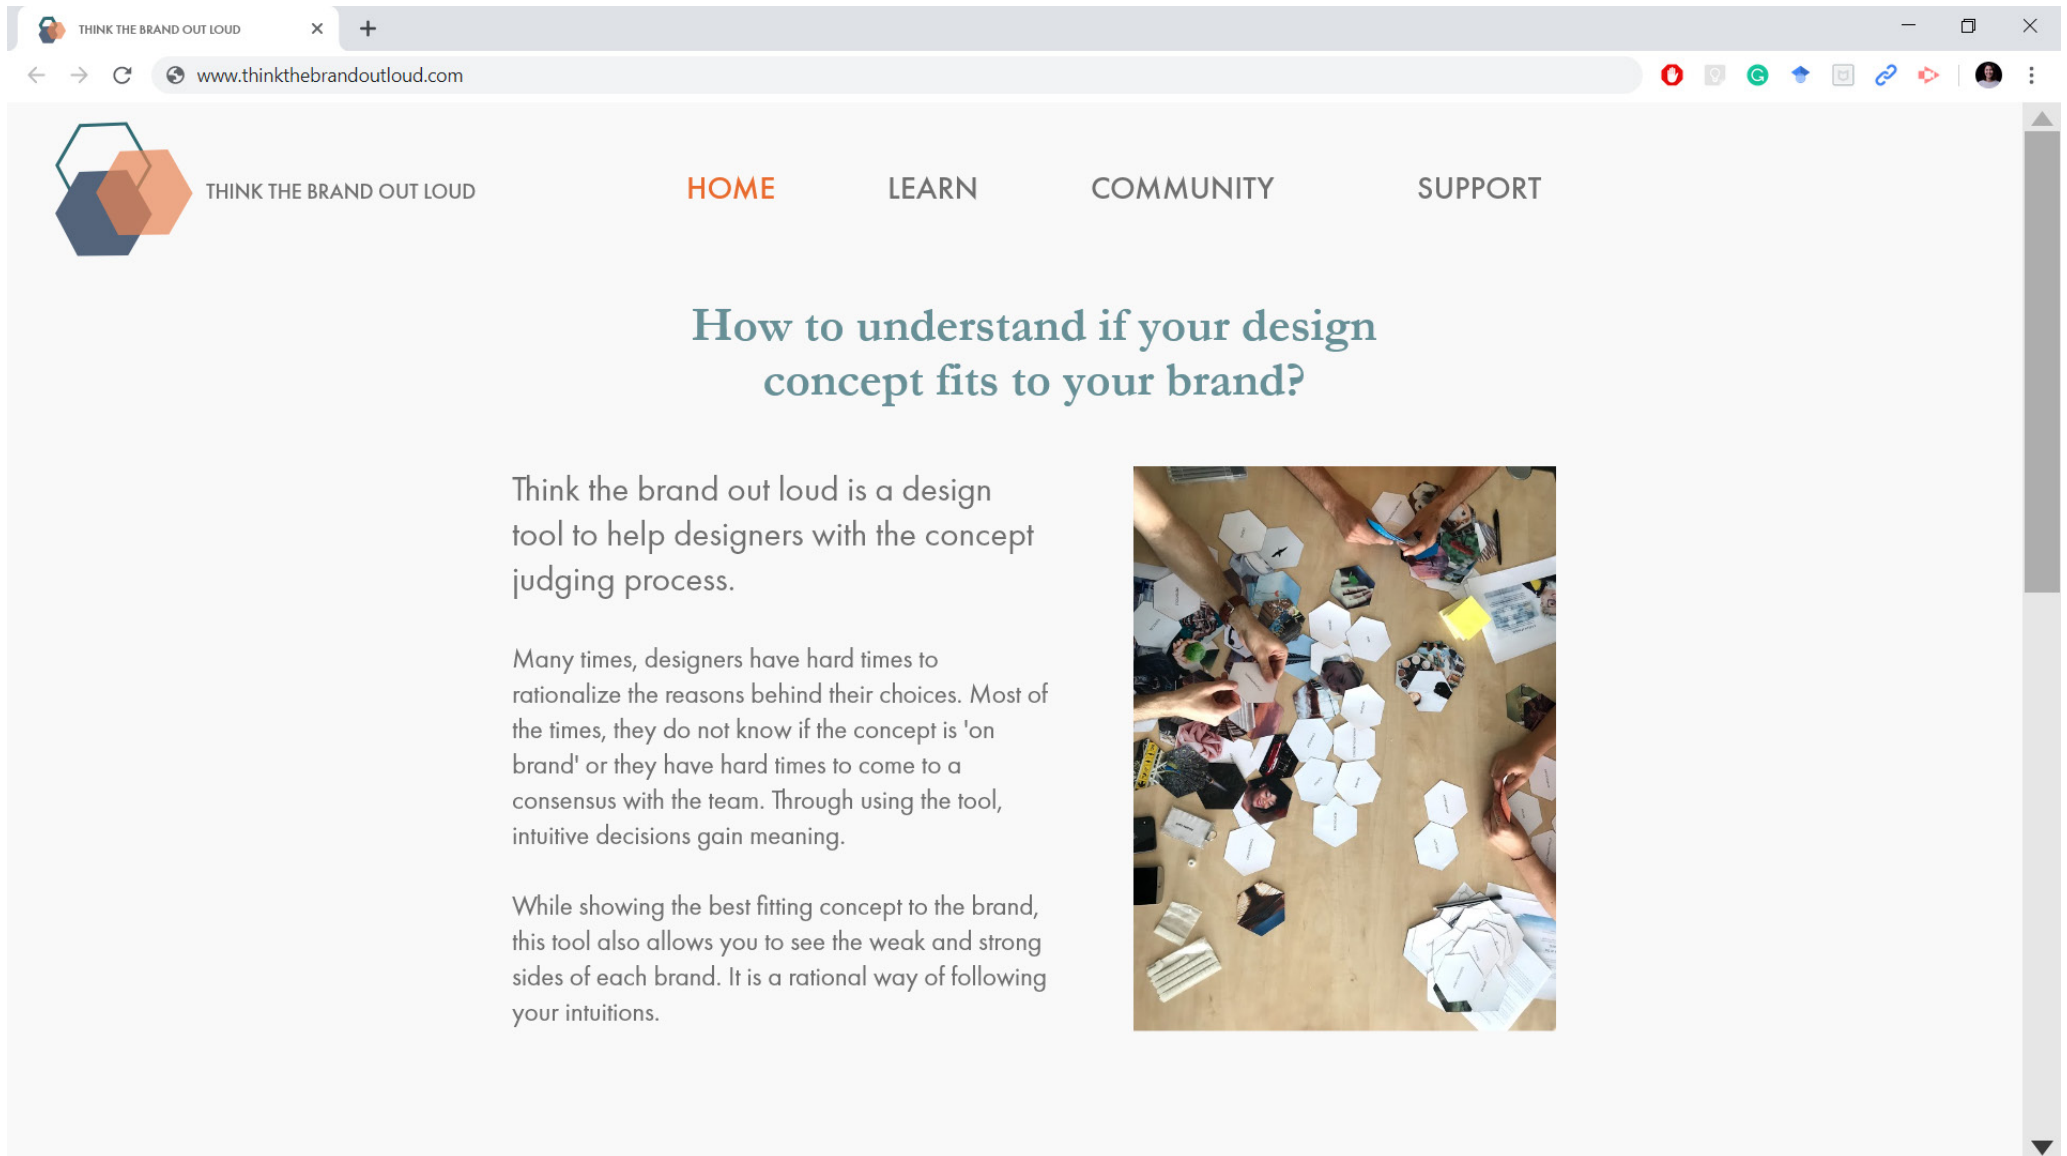 THINK THE BRAND OUT LOUD
www.thinkthebrandoutloud.com
THINK THE BRAND OUT LOUD
HOME
LEARN
COMMUNITY
SUPPORT
How to understand if your design
concept fits to your brand?
Think the brand out loud is a design
tool to help designers with the concept
judging process.
Many times, designers have hard times to
rationalize the reasons behind their choices. Most of
the times, they do not know if the concept is 'on
brand' or they have hard times to come to a
consensus with the team. Through using the tool,
intuitive decisions gain meaning.
While showing the best fitting concept to the brand,
this tool also allows you to see the weak and strong
sides of each brand. It is a rational way of following
your intuitions.